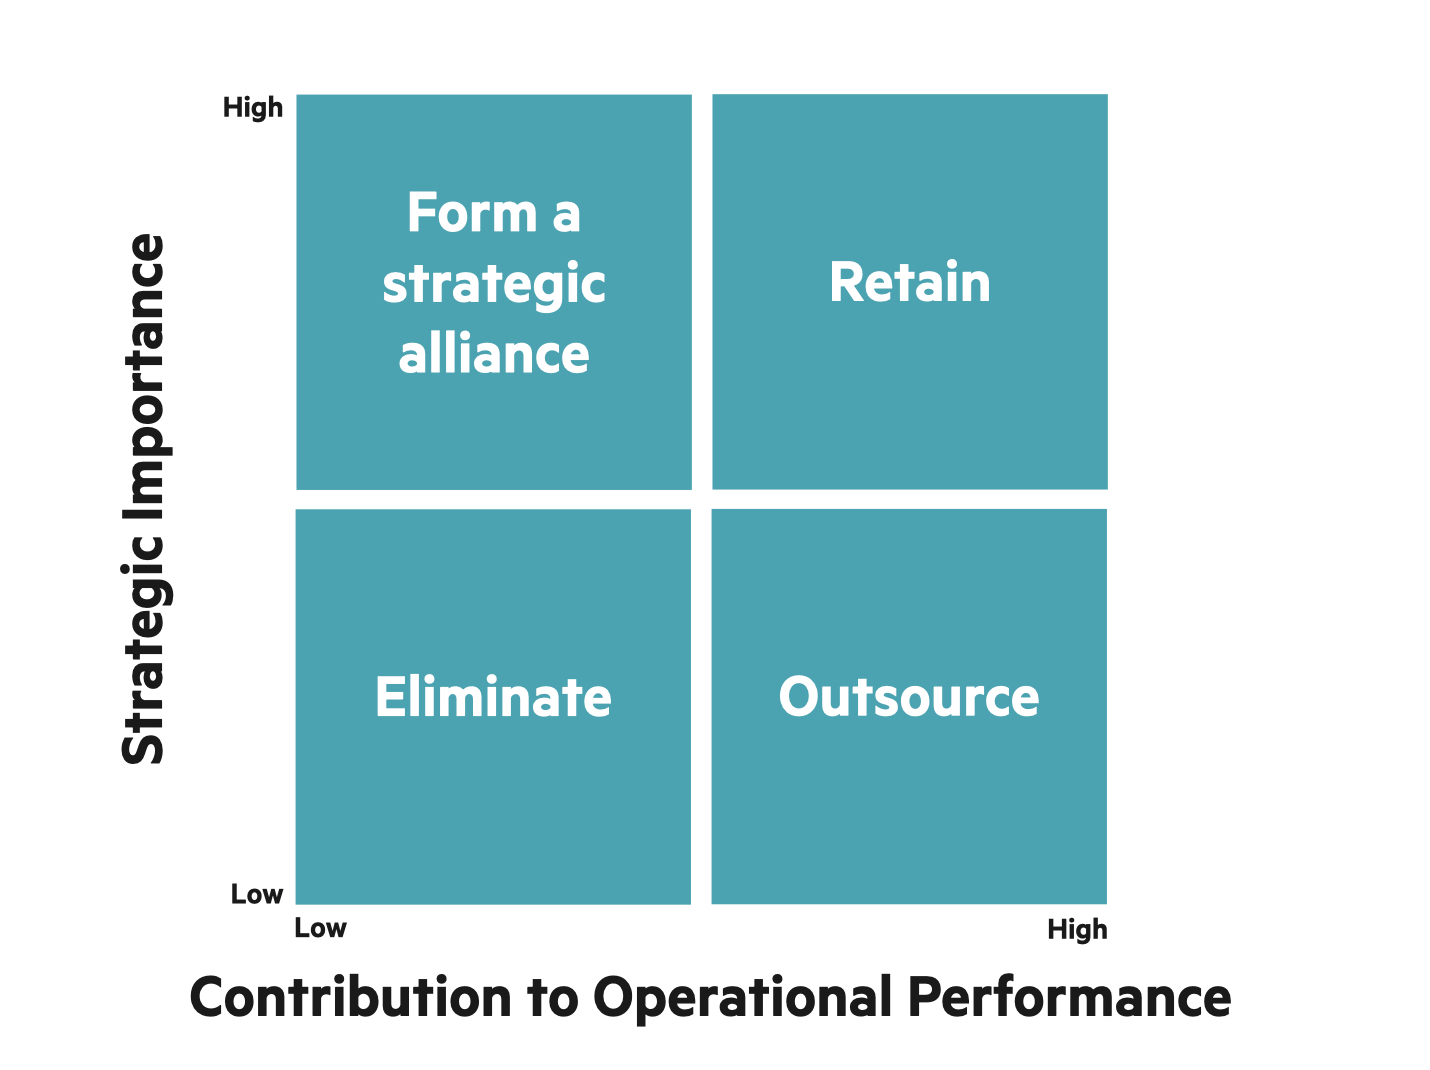 High
Form a
strategic
alliance
Retain
Strategic Importance
Eliminate
Outsource
Low
Low
High
Contribution to Operational Performance